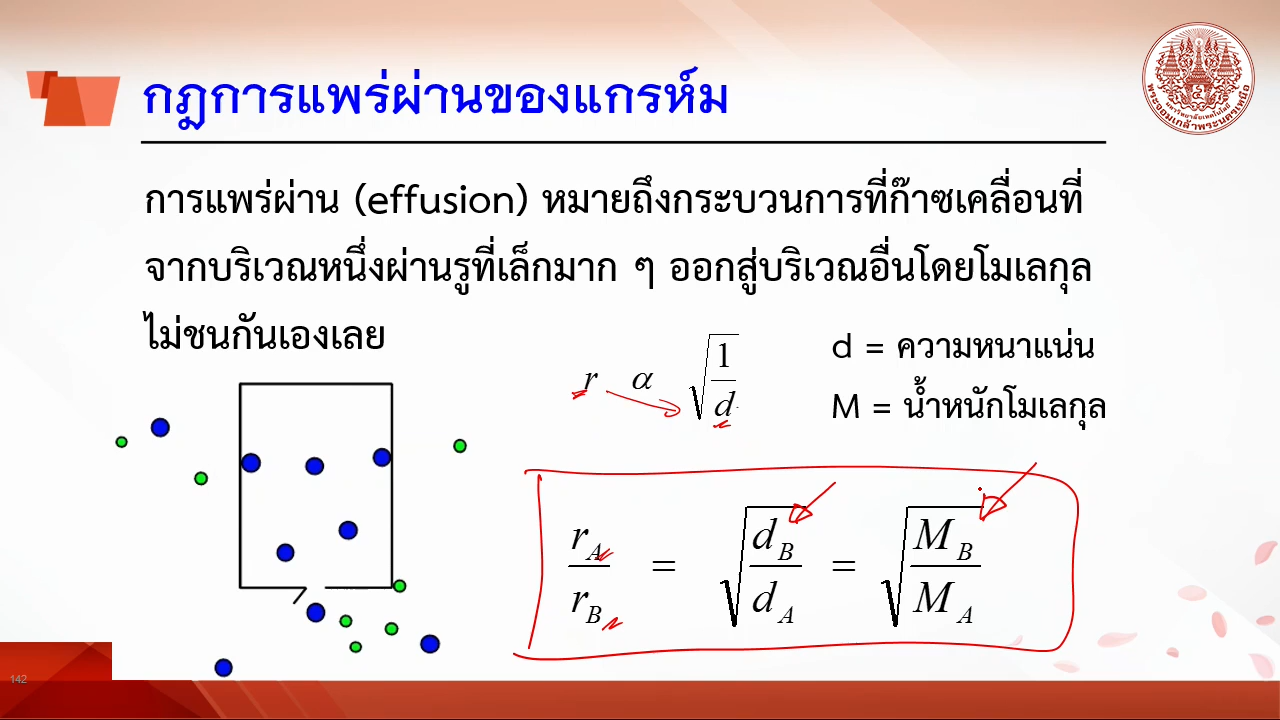 กฎการแพร่ผ่านของแกรห์ม
การแพร่ผ่าน (effusion) หมายถึงกระบวนการที่ก๊าซเคลื่อนที่
จากบริเวณหนึ่งผ่านรูที่เล็กมาก ๆ ออกสู่บริเวณอื่นโดยโมเลกุล
ไม่ชนกันเองเลย
r α √(1/d)
d = ความหนาแน่น
M = น้ำหนักโมเลกุล
r_A/r_B = √(d_B/d_A) = √(M_B/M_A)
142